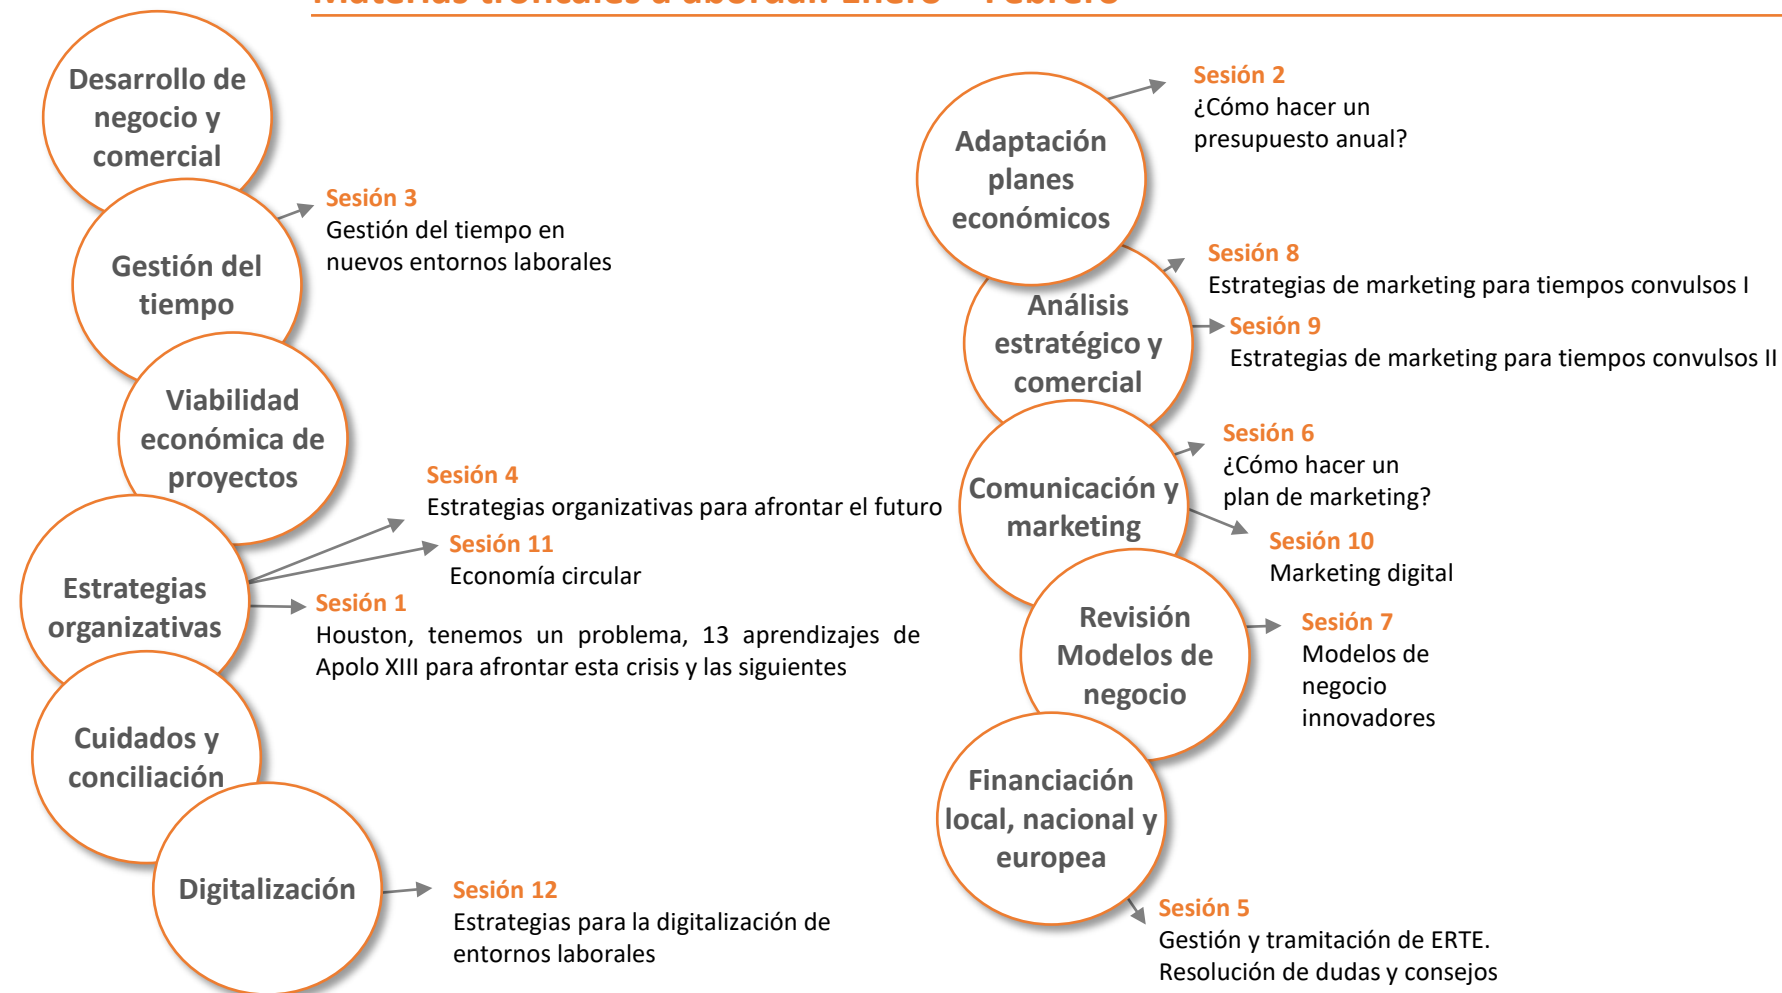 Materias troncales a abordar: Enero – Febrero
Desarrollo de
negocio y
comercial
Sesión 3
Gestión del tiempo en
nuevos entornos laborales
Gestión del
tiempo
Viabilidad
económica de
proyectos
Sesión 4
Estrategias organizativas para afrontar el futuro
Sesión 11
Economía circular
Estrategias
organizativas
Sesión 1
Houston, tenemos un problema, 13 aprendizajes de
Apolo XIII para afrontar esta crisis y las siguientes
Cuidados y
conciliación
Digitalización
Sesión 12
Estrategias para la digitalización de
entornos laborales
Sesión 2
¿Cómo hacer un
presupuesto anual?
Adaptación
planes
económicos
Sesión 8
Estrategias de marketing para tiempos convulsos I
Análisis
estratégico y
comercial
Sesión 9
Estrategias de marketing para tiempos convulsos II
Sesión 6
¿Cómo hacer un
plan de marketing?
Comunicación y
marketing
Sesión 10
Marketing digital
Revisión
Modelos de
negocio
Sesión 7
Modelos de
negocio
innovadores
Financiación
local, nacional y
europea
Sesión 5
Gestión y tramitación de ERTE.
Resolución de dudas y consejos